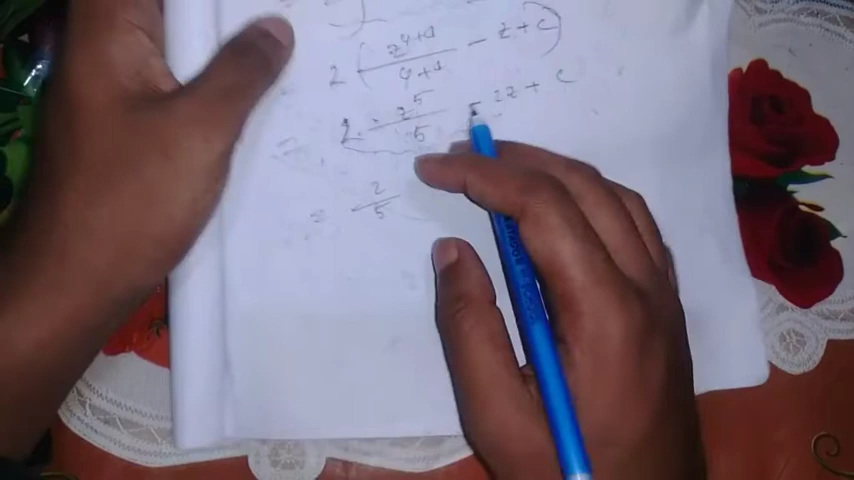 2 ( z^{4+1} / 4+1 - z + c )
= 2 · z^5 / 5 - 2z + c
= 2 / 5